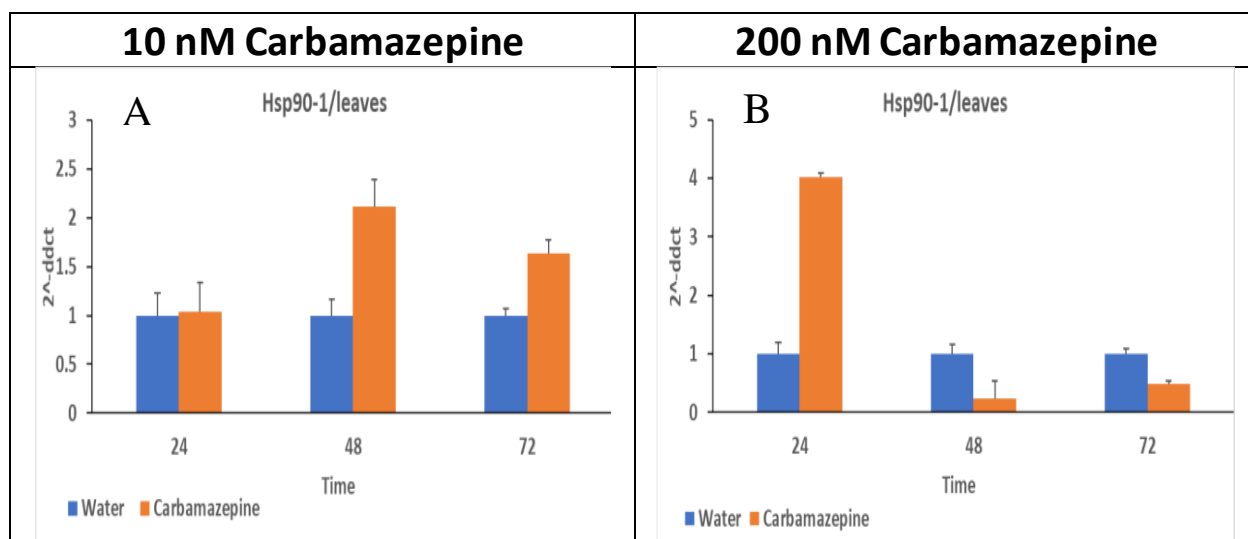 10 nM Carbamazepine
200 nM Carbamazepine
A
Hsp90-1/leaves
3
2.5
2
1.5
1
0.5
0
2^-ddct
24
48
72
Time
Water
Carbamazepine
B
Hsp90-1/leaves
5
4
3
2
1
0
2^-ddct
24
48
72
Time
Water
Carbamazepine